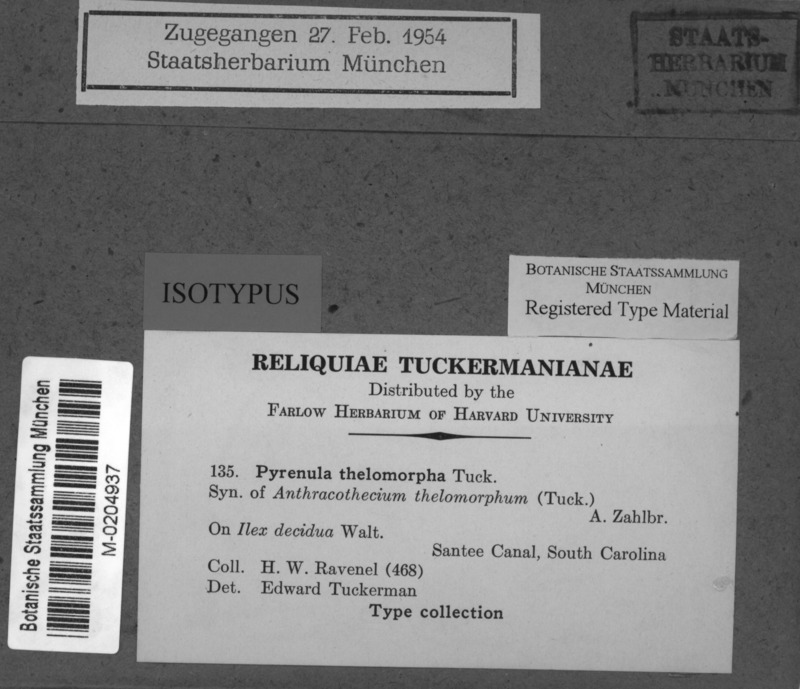 Zugegangen 27. Feb. 1954
Staatsherbarium München
STAATS-
HERBARIUM
MÜNCHEN
ISOTYPUS
BOTANISCHE STAATSSAMMLUNG
MÜNCHEN
Registered Type Material
Botanische Staatssammlung München
M-0204937
RELIQUIAE TUCKERMANIANAE
Distributed by the
FARLOW HERBARIUM OF HARVARD UNIVERSITY
135. Pyrenula thelomorpha Tuck.
Syn. of Anthracothecium thelomorphum (Tuck.)
A. Zahlbr.
On Ilex decidua Walt.
Santee Canal, South Carolina
Coll. H. W. Ravenel (468)
Det. Edward Tuckerman
Type collection